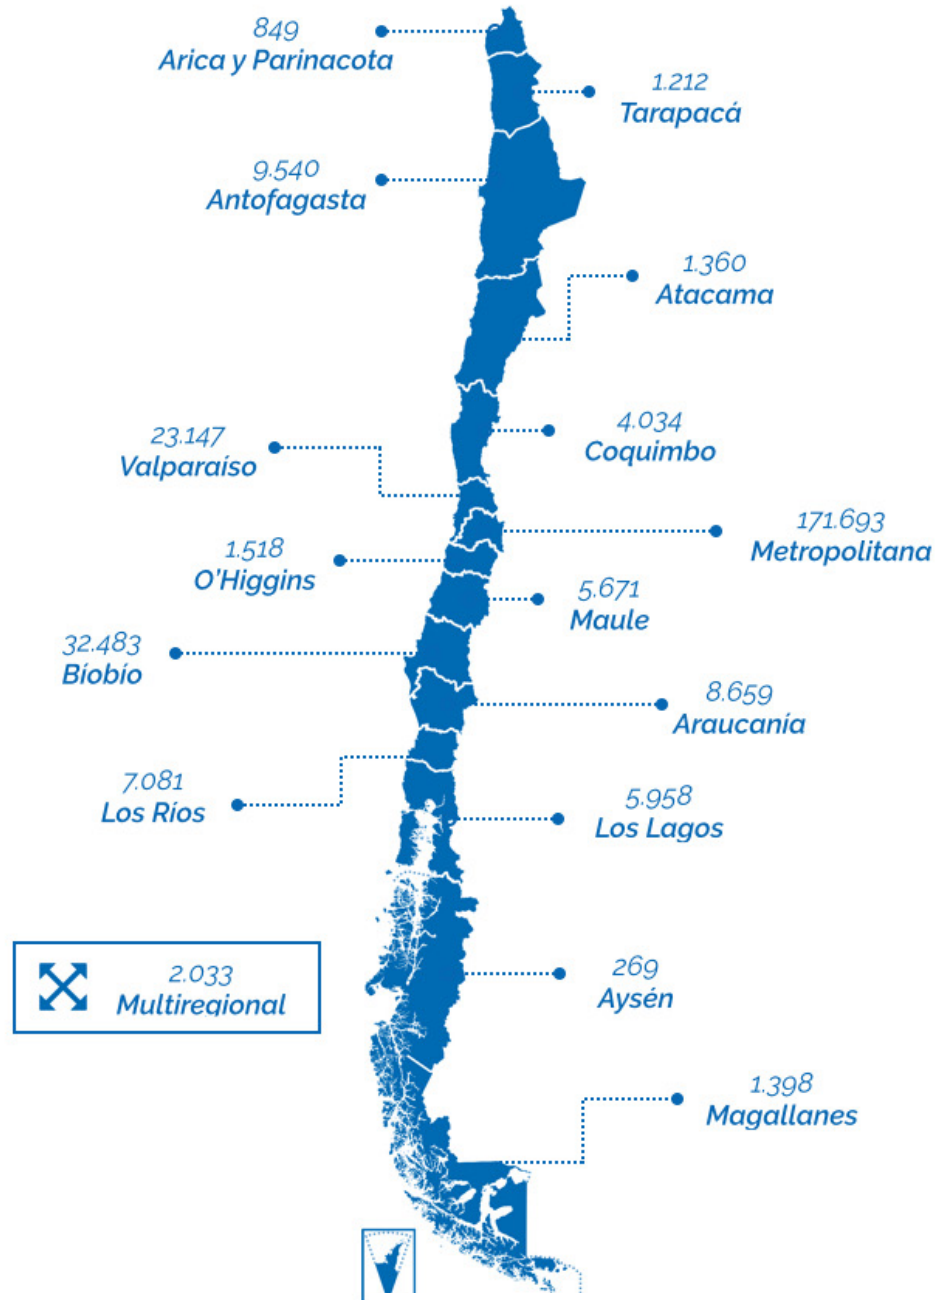 849
Arica y Parinacota
1.212
Tarapacá
9.540
Antofagasta
1.360
Atacama
4.034
Coquimbo
23.147
Valparaíso
171.693
Metropolitana
1.518
O'Higgins
5.671
Maule
32.483
Bíobío
8.659
Araucanía
7.081
Los Ríos
5.958
Los Lagos
2.033
Multiregional
269
Aysén
1.398
Magallanes